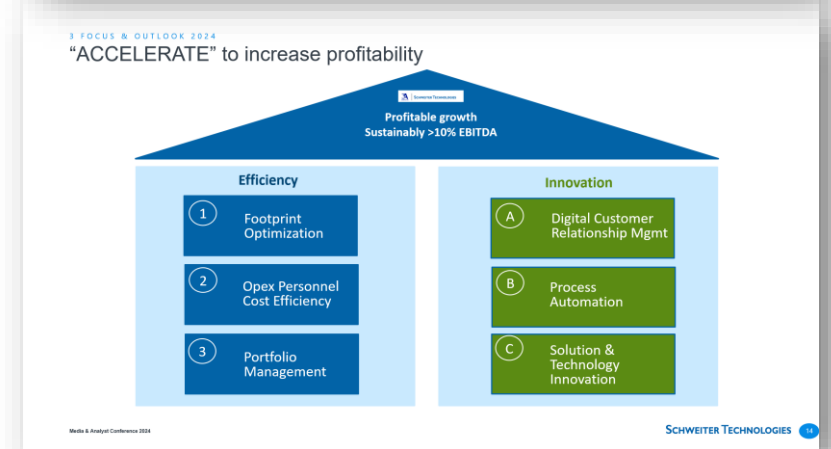 3 FOCUS & OUTLOOK 2024
“ACCELERATE” to increase profitability
SCHWEITER TECHNOLOGIES
Profitable growth
Sustainably >10% EBITDA
Efficiency
1
Footprint
Optimization
2
Opex Personnel
Cost Efficiency
3
Portfolio
Management
Innovation
A
Digital Customer
Relationship Mgmt
B
Process
Automation
C
Solution &
Technology
Innovation
Media & Analyst Conference 2024
SCHWEITER TECHNOLOGIES
14